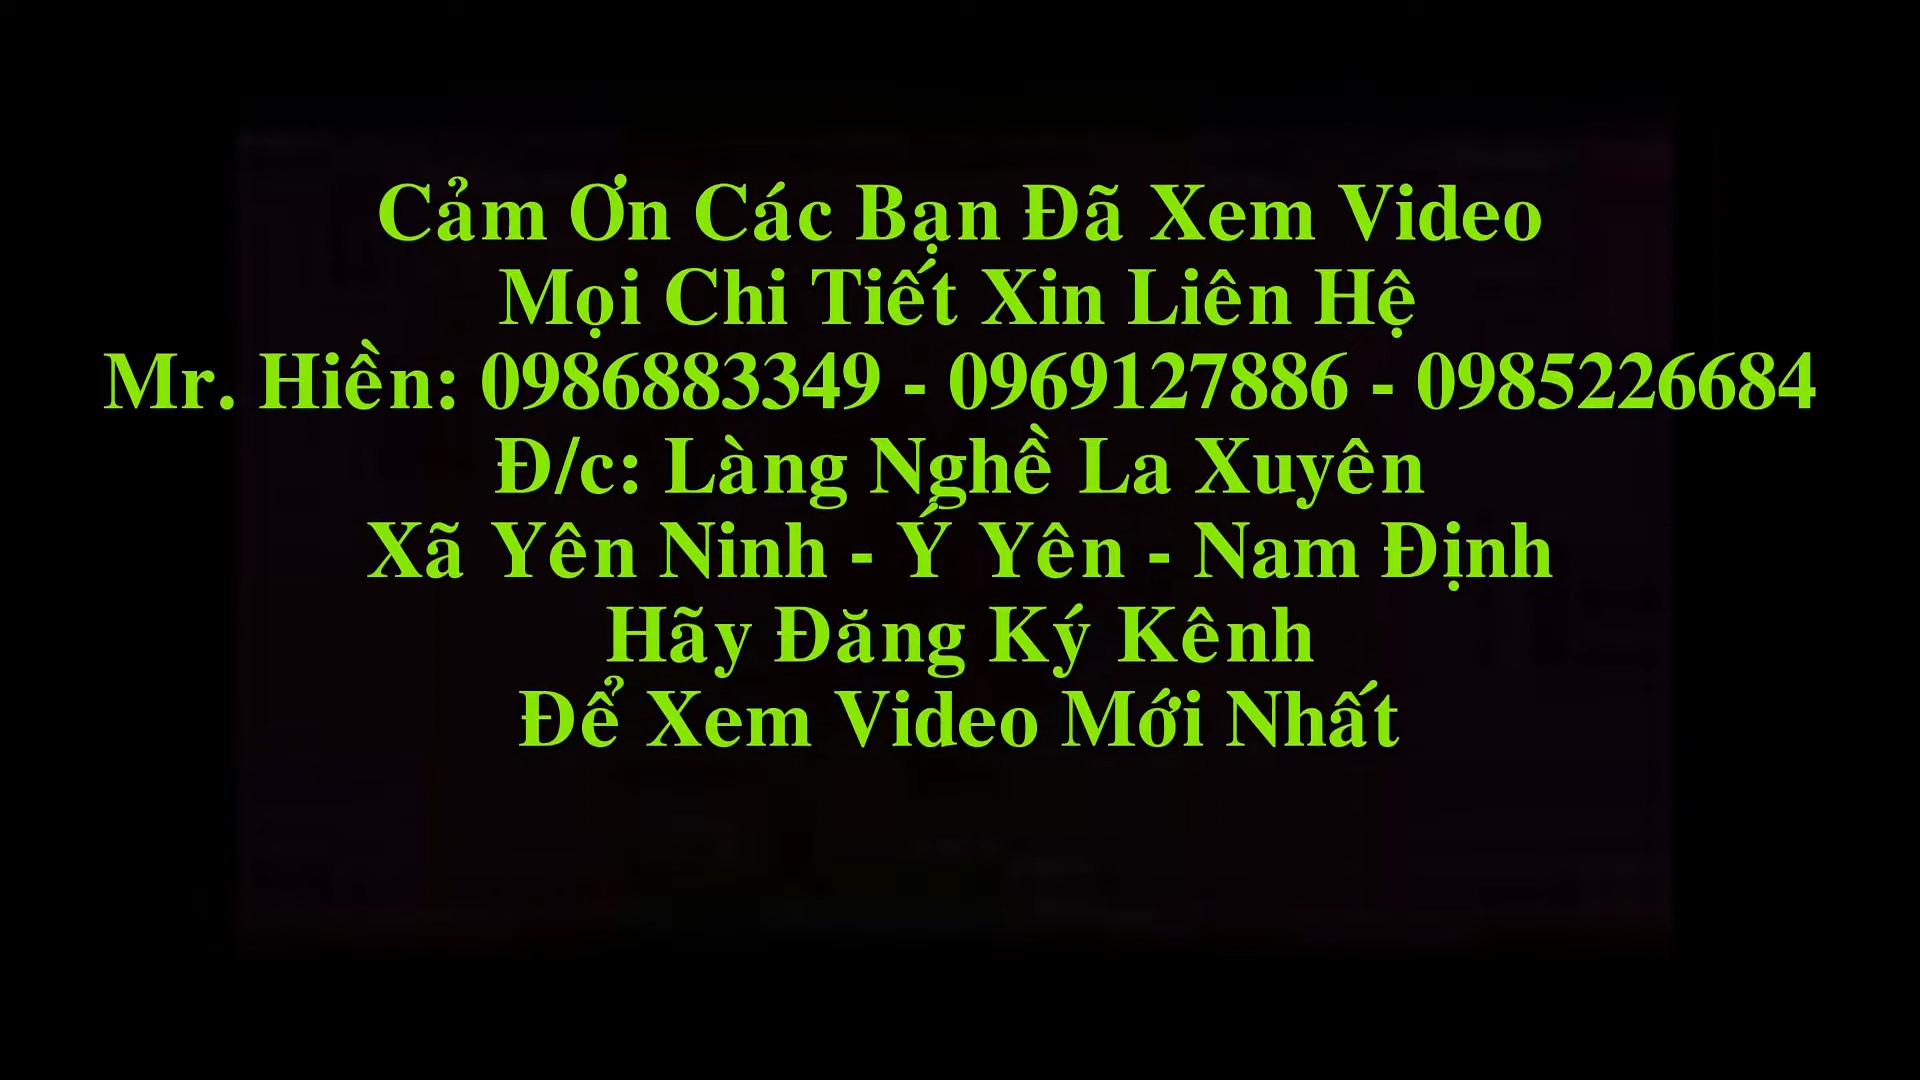 Cảm Ơn Các Bạn Đã Xem Video
Mọi Chi Tiết Xin Liên Hệ
Mr. Hiền: 0986883349 - 0969127886 - 0985226684
Đ/c: Làng Nghề La Xuyên
Xã Yên Ninh - Ý Yên - Nam Định
Hãy Đăng Ký Kênh
Để Xem Video Mới Nhất